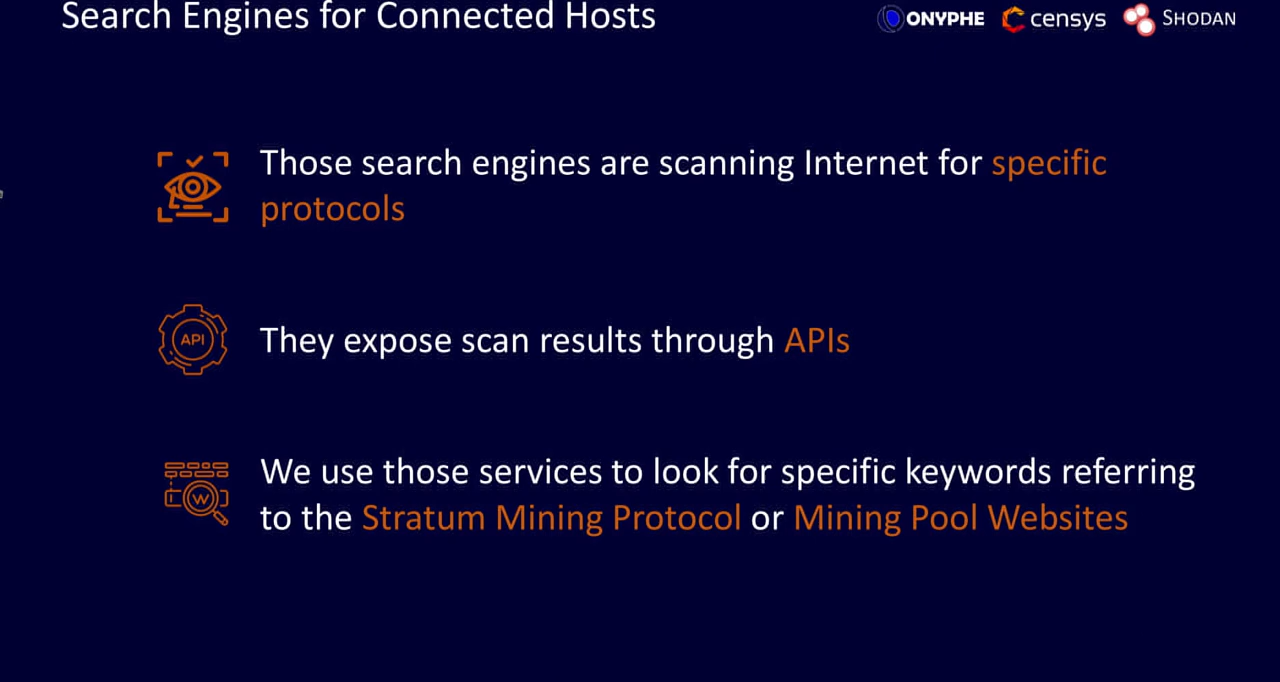 Search Engines for Connected Hosts
ONYPHE censys SHODAN
Those search engines are scanning Internet for specific
protocols
API
They expose scan results through APIs
W
We use those services to look for specific keywords referring
to the Stratum Mining Protocol or Mining Pool Websites